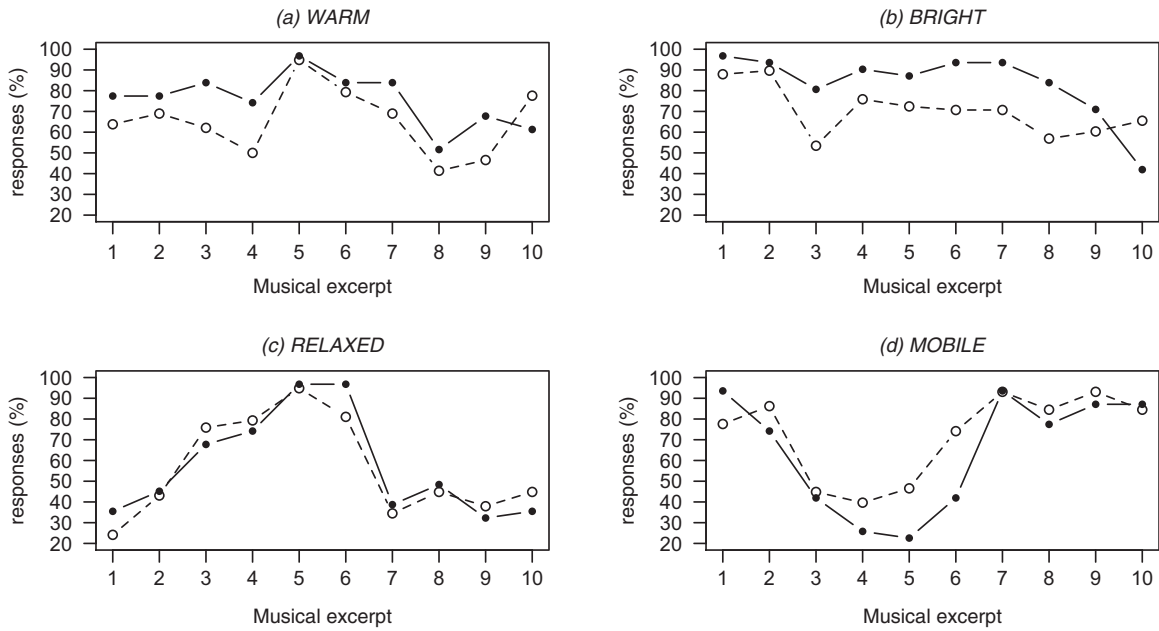 (a) WARM
responses (%)
100
90
80
70
60
50
40
30
20
1 2 3 4 5 6 7 8 9 10
Musical excerpt
(b) BRIGHT
responses (%)
100
90
80
70
60
50
40
30
20
1 2 3 4 5 6 7 8 9 10
Musical excerpt
(c) RELAXED
responses (%)
100
90
80
70
60
50
40
30
20
1 2 3 4 5 6 7 8 9 10
Musical excerpt
(d) MOBILE
responses (%)
100
90
80
70
60
50
40
30
20
1 2 3 4 5 6 7 8 9 10
Musical excerpt